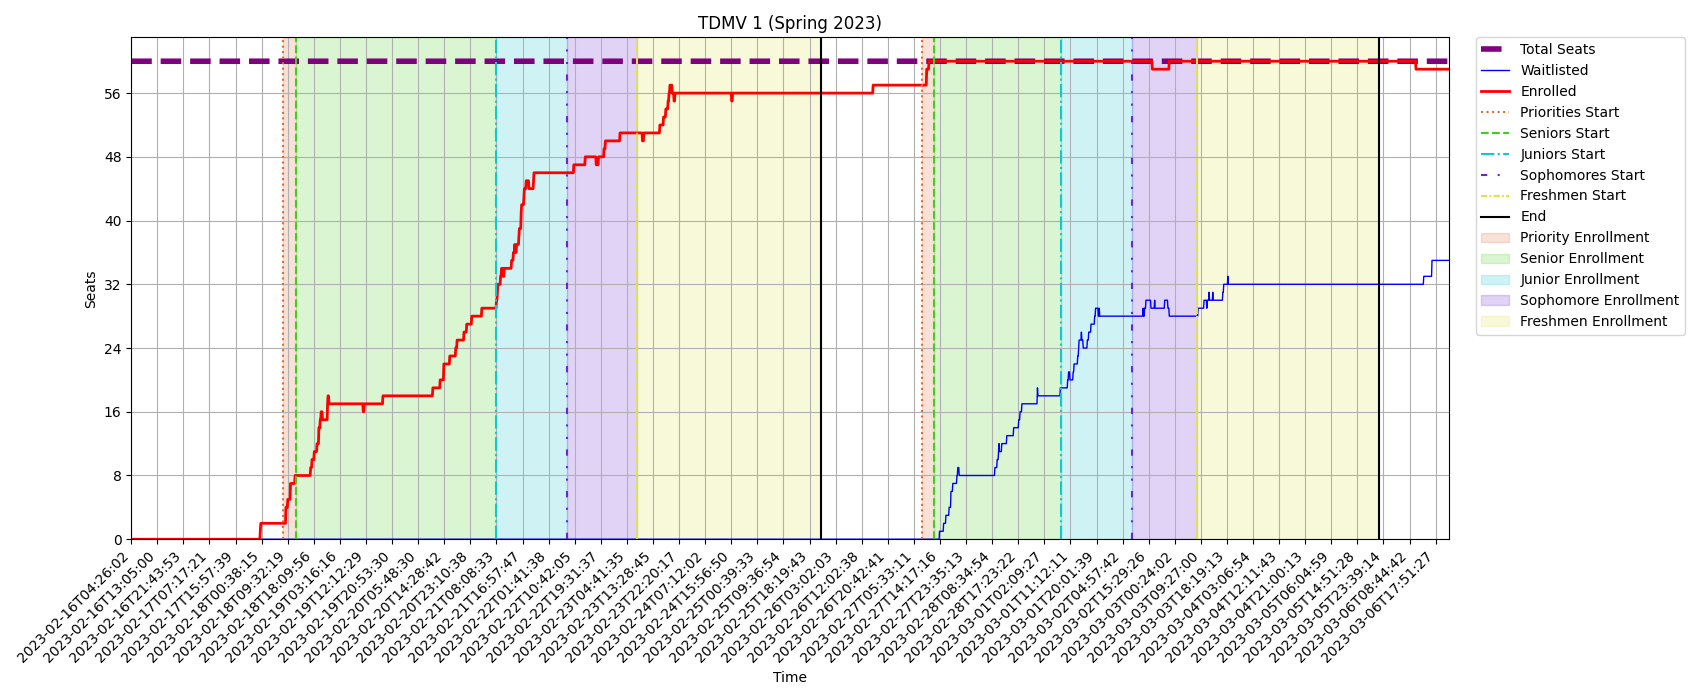 TDMV 1 (Spring 2023)
Seats
56
48
40
32
24
16
8
0
2023-02-16T04:26:02
2023-02-16T13:05:00
2023-02-16T21:43:53
2023-02-17T07:17:21
2023-02-17T15:57:39
2023-02-18T00:38:15
2023-02-18T09:32:19
2023-02-18T18:09:56
2023-02-19T03:16:16
2023-02-19T12:12:29
2023-02-19T20:53:30
2023-02-20T05:48:30
2023-02-20T14:28:42
2023-02-20T23:10:38
2023-02-21T08:08:33
2023-02-21T16:57:47
2023-02-22T01:41:38
2023-02-22T10:42:05
2023-02-22T19:31:37
2023-02-23T04:41:35
2023-02-23T13:28:45
2023-02-23T22:20:17
2023-02-24T07:12:02
2023-02-24T15:56:50
2023-02-25T00:39:33
2023-02-25T09:36:54
2023-02-25T18:19:43
2023-02-26T03:02:03
2023-02-26T12:02:38
2023-02-26T20:42:41
2023-02-27T05:33:11
2023-02-27T14:17:16
2023-02-27T23:35:13
2023-02-28T08:34:54
2023-02-28T17:23:22
2023-03-01T02:09:27
2023-03-01T11:12:11
2023-03-01T20:01:39
2023-03-02T04:57:42
2023-03-02T15:29:26
2023-03-03T00:24:02
2023-03-03T09:27:00
2023-03-03T18:19:13
2023-03-04T03:06:54
2023-03-04T12:11:43
2023-03-04T21:00:13
2023-03-05T06:04:59
2023-03-05T14:51:28
2023-03-05T23:39:14
2023-03-06T08:44:42
2023-03-06T17:51:27
Time
Total Seats
Waitlisted
Enrolled
Priorities Start
Seniors Start
Juniors Start
Sophomores Start
Freshmen Start
End
Priority Enrollment
Senior Enrollment
Junior Enrollment
Sophomore Enrollment
Freshmen Enrollment